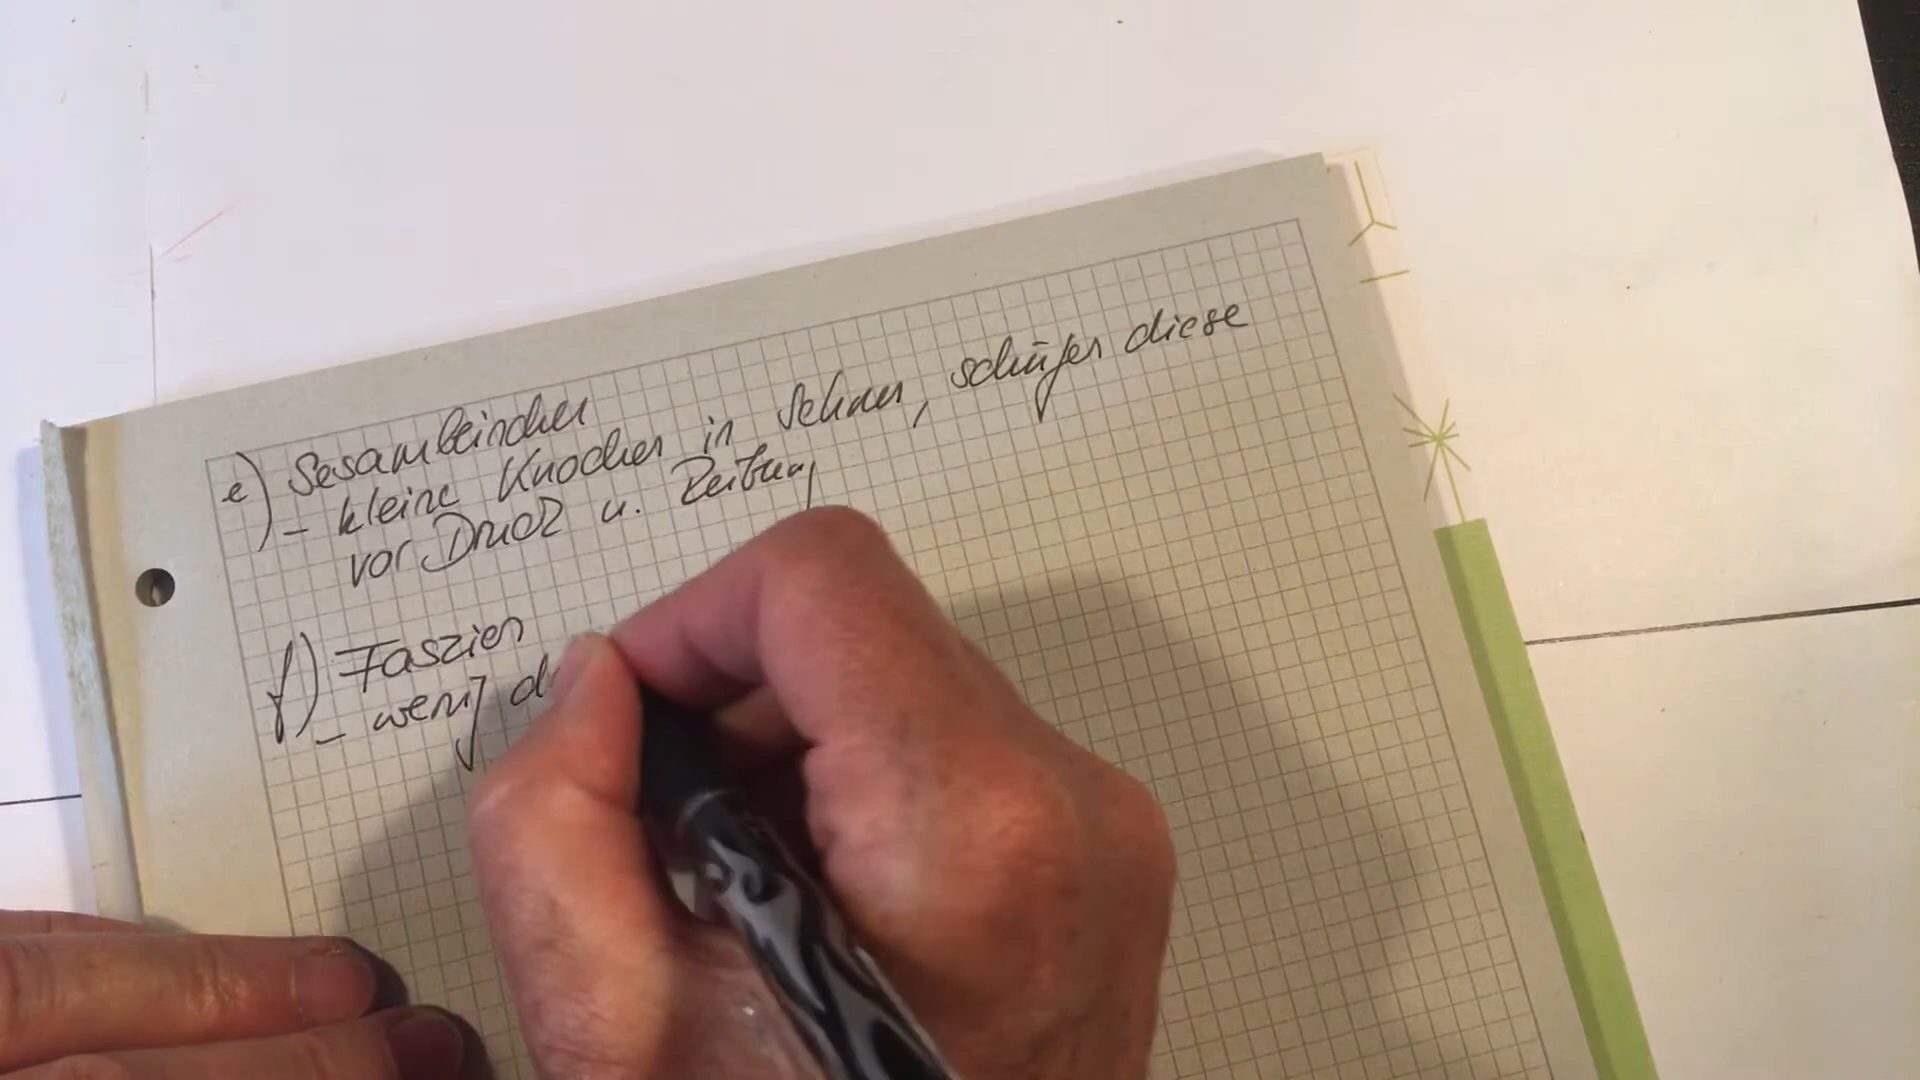 e) Sesambeinchen
- kleine Knochen in Sehnen, schützen diese
vor Druck u. Reibung
f) Faszien
- wenig